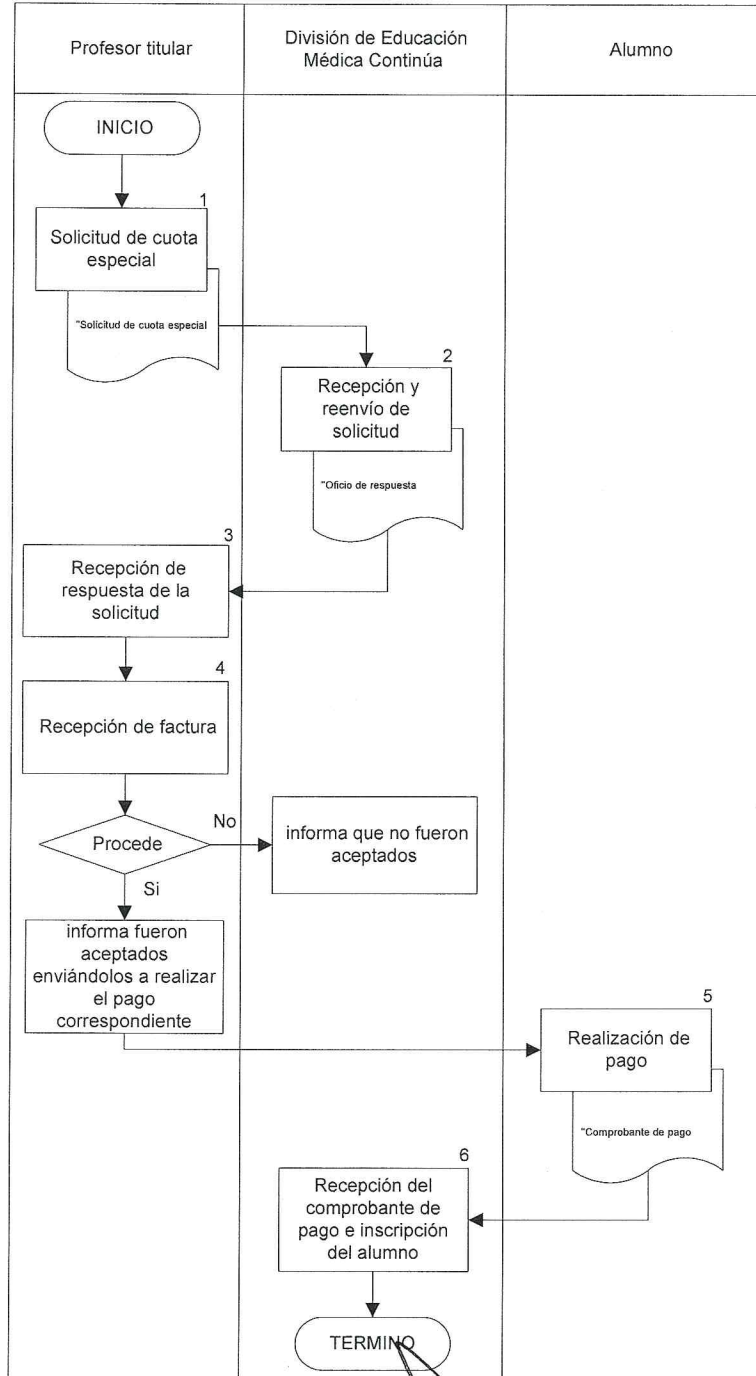 Profesor titular
División de Educación
Médica Continúa
Alumno
INICIO
1
Solicitud de cuota
especial
"Solicitud de cuota especial
2
Recepción y
reenvío de
solicitud
"Oficio de respuesta
3
Recepción de
respuesta de la
solicitud
4
Recepción de factura
Procede
No
informa que no fueron
aceptados
Si
informa fueron
aceptados
enviándolos a realizar
el pago
correspondiente
5
Realización de
pago
"Comprobante de pago
6
Recepción del
comprobante de
pago e inscripción
del alumno
TERMINO